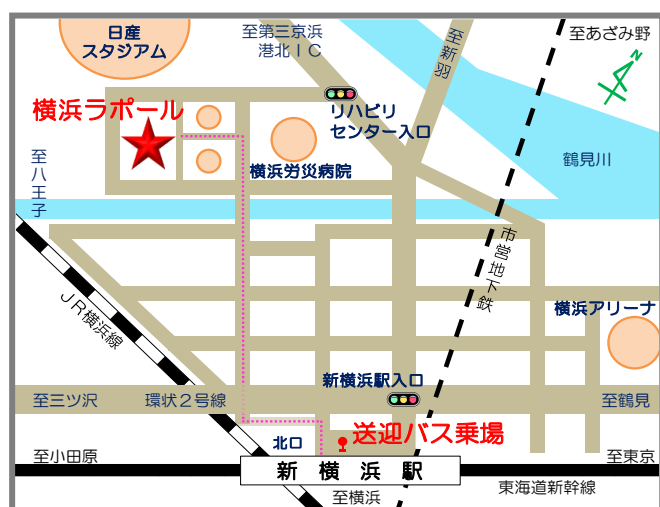 日産
スタジアム
至第三京浜
港北IC
至新羽
至あざみ野
N
横浜ラポール
リハビリ
センター入口
至八王子
横浜労災病院
鶴見川
市営地下鉄
JR横浜線
横浜アリーナ
新横浜駅入口
至三ツ沢
環状2号線
至鶴見
送迎バス乗場
北口
至小田原
新横浜駅
至東京
至横浜
東海道新幹線